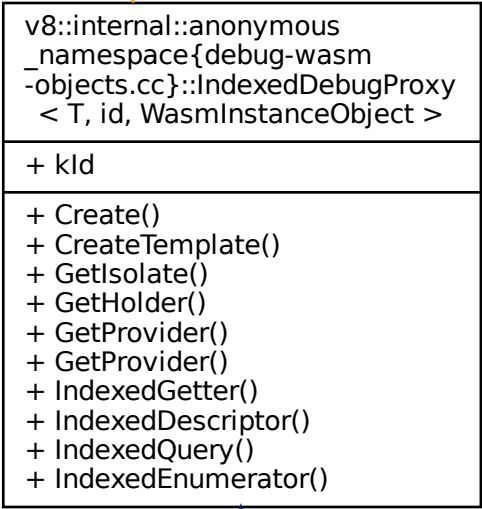 v8::internal::anonymous
_namespace{debug-wasm
-objects.cc}::IndexedDebugProxy
< T, id, WasmInstanceObject >
+ kId
+ Create()
+ CreateTemplate()
+ GetIsolate()
+ GetHolder()
+ GetProvider()
+ GetProvider()
+ IndexedGetter()
+ IndexedDescriptor()
+ IndexedQuery()
+ IndexedEnumerator()